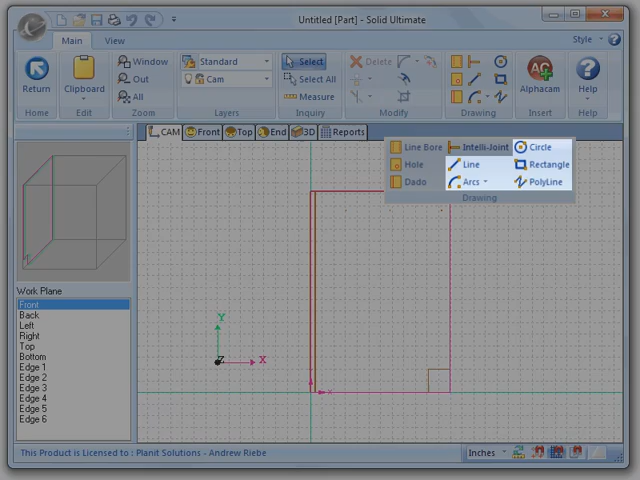 Untitled [Part] - Solid Ultimate
Main View Style
Return
Clipboard
Window
Out
All
Standard
Cam
Select
Select All
Measure
Delete
Alphacam
Help
Home Edit Zoom Layers Inquiry Modify Drawing Insert Help
CAM Front Top End 3D Reports
Line Bore Intelli-Joint Circle
Hole Line Rectangle
Dado Arcs PolyLine
Drawing
Work Plane
Front
Back
Left
Right
Top
Bottom
Edge 1
Edge 2
Edge 3
Edge 4
Edge 5
Edge 6
Y
Z X
x
This Product is Licensed to : Planit Solutions - Andrew Riebe Inches